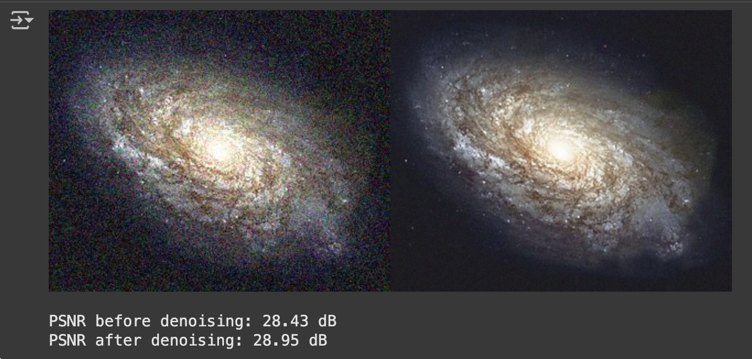 PSNR before denoising: 28.43 dB
PSNR after denoising: 28.95 dB